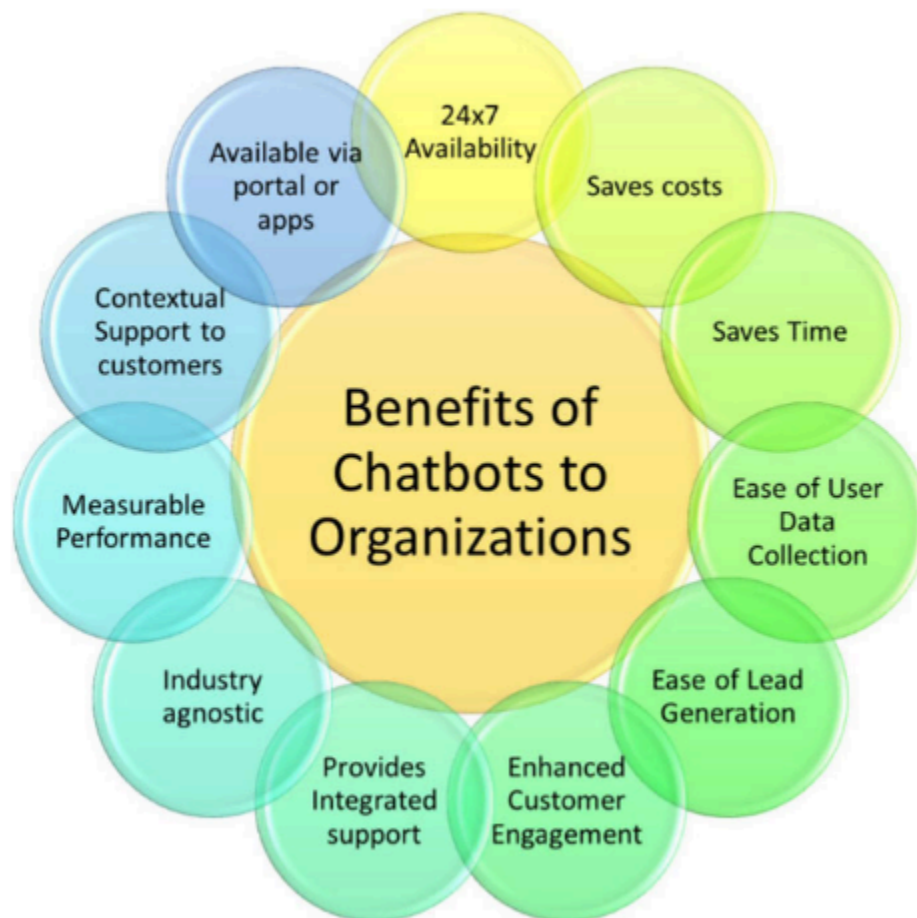 24x7
Availability
Saves costs
Saves Time
Ease of User
Data
Collection
Ease of Lead
Generation
Enhanced
Customer
Engagement
Provides
Integrated
support
Industry
agnostic
Measurable
Performance
Contextual
Support to
customers
Available via
portal or
apps
Benefits of
Chatbots to
Organizations